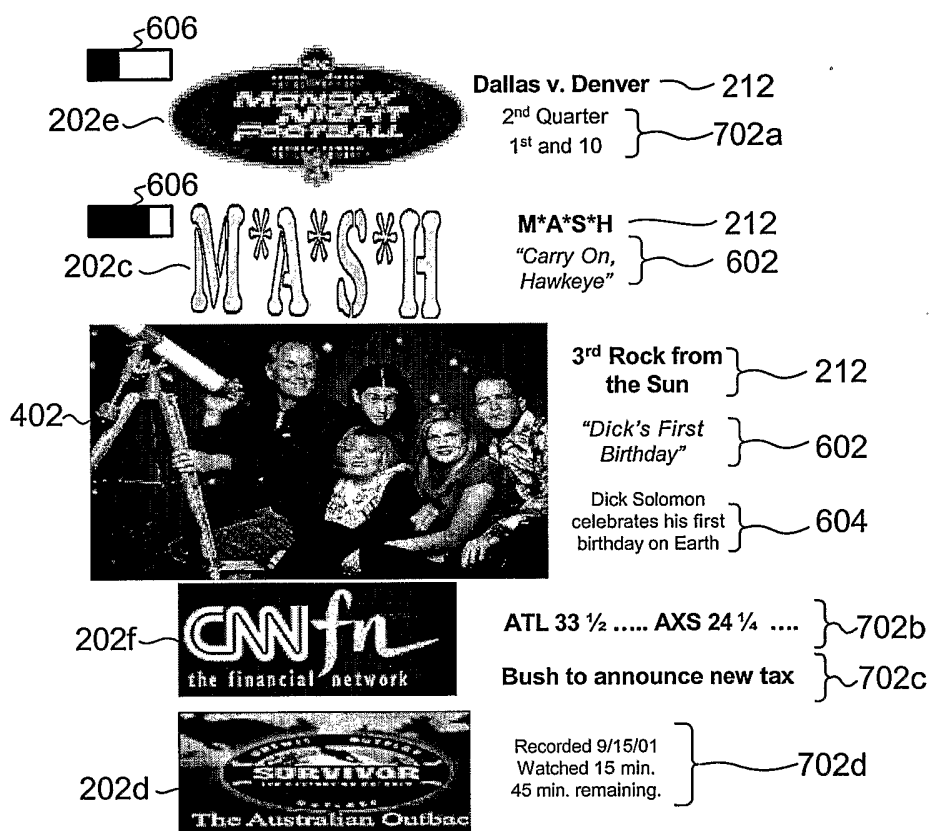 606
202e
MONDAY
NIGHT
FOOTBALL
Dallas v. Denver
212
2nd Quarter
1st and 10
702a
606
202c
M*A*S*H
M*A*S*H
212
"Carry On,
Hawkeye"
602
402
3rd Rock from
the Sun
212
"Dick's First
Birthday"
602
Dick Solomon
celebrates his first
birthday on Earth
604
202f
CNNfn
the financial network
ATL 33 ½ ..... AXS 24 ¼ ....
702b
Bush to announce new tax
702c
202d
SURVIVOR
The Australian Outbac
Recorded 9/15/01
Watched 15 min.
45 min. remaining.
702d